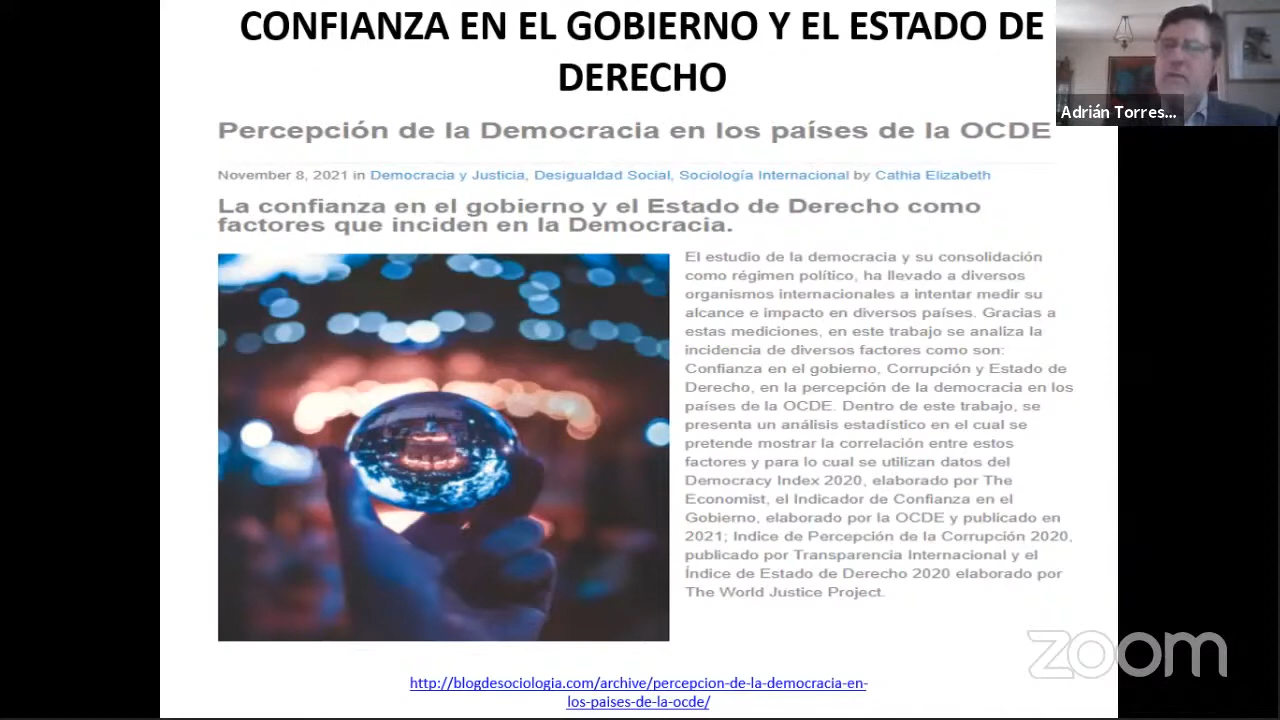 CONFIANZA EN EL GOBIERNO Y EL ESTADO DE
DERECHO
Adrián Torres...
Percepción de la Democracia en los países de la OCDE
November 8, 2021 in Democracia y Justicia, Desigualdad Social, Sociología Internacional by Cathia Elizabeth
La confianza en el gobierno y el Estado de Derecho como
factores que inciden en la Democracia.
El estudio de la democracia y su consolidación
como régimen político, ha llevado a diversos
organismos internacionales a intentar medir su
alcance e impacto en diversos países. Gracias a
estas mediciones, en este trabajo se analiza la
incidencia de diversos factores como son:
Confianza en el gobierno, Corrupción y Estado de
Derecho, en la percepción de la democracia en los
países de la OCDE. Dentro de este trabajo, se
presenta un análisis estadístico en el cual se
pretende mostrar la correlación entre estos
factores y para lo cual se utilizan datos del
Democracy Index 2020, elaborado por The
Economist, el Indicador de Confianza en el
Gobierno, elaborado por la OCDE y publicado en
2021; Indice de Percepción de la Corrupción 2020,
publicado por Transparencia Internacional y el
Índice de Estado de Derecho 2020 elaborado por
The World Justice Project.
http://blogdesociologia.com/archive/percepcion-de-la-democracia-en-
los-paises-de-la-ocde/
zoom